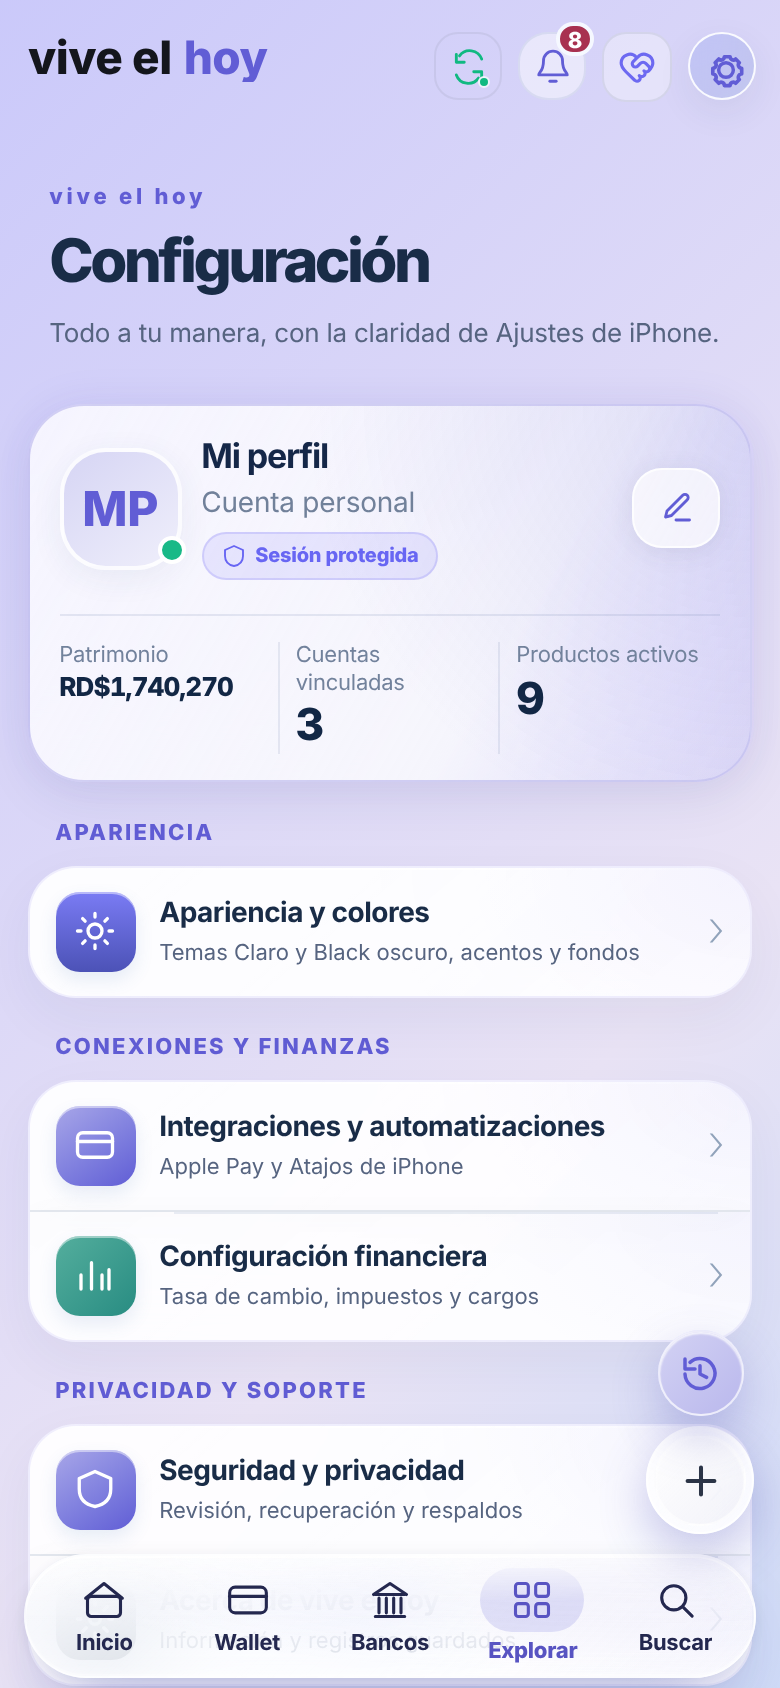 vive el hoy
8
vive el hoy
Configuración
Todo a tu manera, con la claridad de Ajustes de iPhone.
MP
Mi perfil
Cuenta personal
Sesión protegida
Patrimonio
RD$1,740,270
Cuentas
vinculadas
3
Productos activos
9
APARIENCIA
Apariencia y colores
Temas Claro y Black oscuro, acentos y fondos
CONEXIONES Y FINANZAS
Integraciones y automatizaciones
Apple Pay y Atajos de iPhone
Configuración financiera
Tasa de cambio, impuestos y cargos
PRIVACIDAD Y SOPORTE
Seguridad y privacidad
Revisión, recuperación y respaldos
Inicio
Wallet
Bancos
Explorar
Buscar